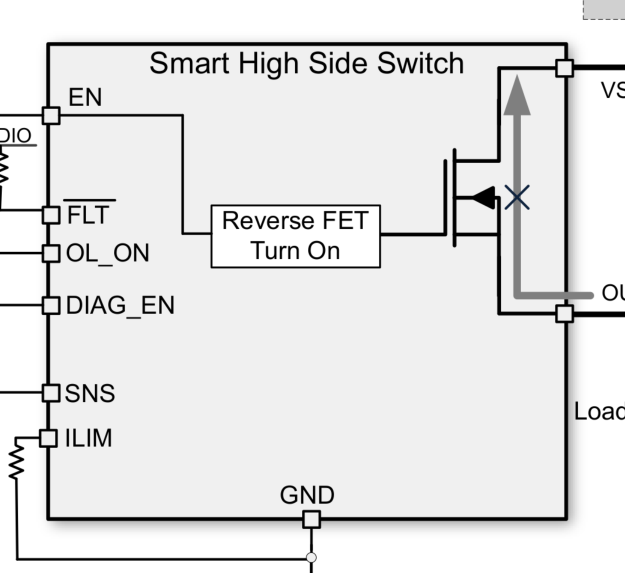 Smart High Side Switch
EN
DIO
FLT
OL_ON
DIAG_EN
SNS
ILIM
Reverse FET
Turn On
VS
OU
Load
GND